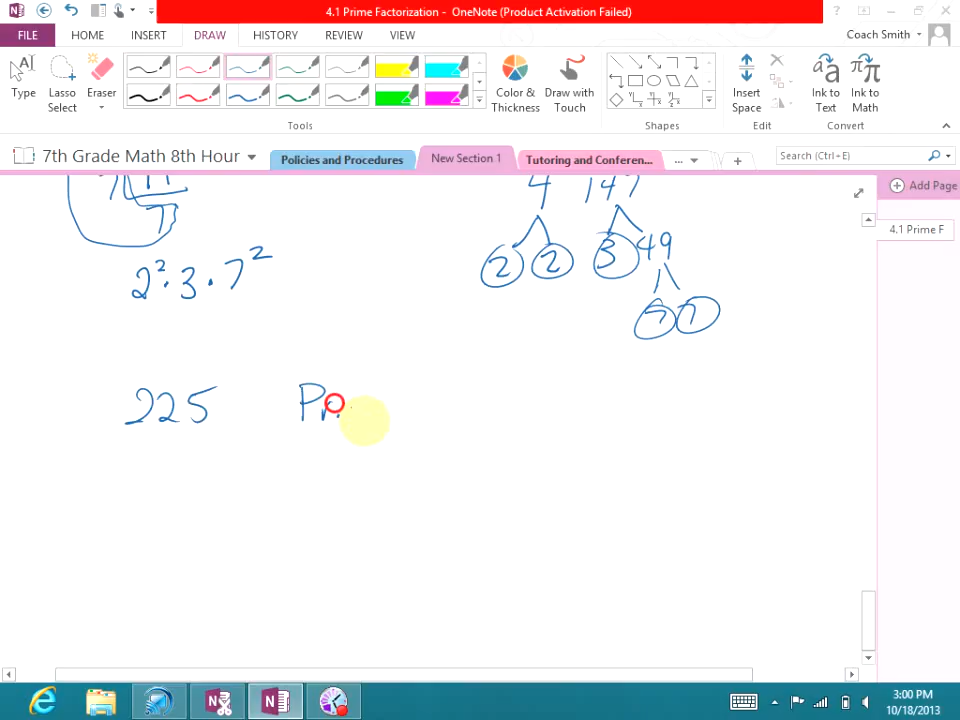 4.1 Prime Factorization - OneNote (Product Activation Failed)
?
FILE HOME INSERT DRAW HISTORY REVIEW VIEW
Coach Smith
Type
Lasso Select
Eraser
Color & Thickness
Draw with Touch
Insert Space
Ink to Text
Ink to Math
Tools
Shapes
Edit
Convert
7th Grade Math 8th Hour
Policies and Procedures
New Section 1
Tutoring and Conferen...
...
Search (Ctrl+E)
Add Page
4.1 Prime F
4 147
7
2 2 3 49
2² · 3 · 7²
7 7
225 Pr
3:00 PM
10/18/2013